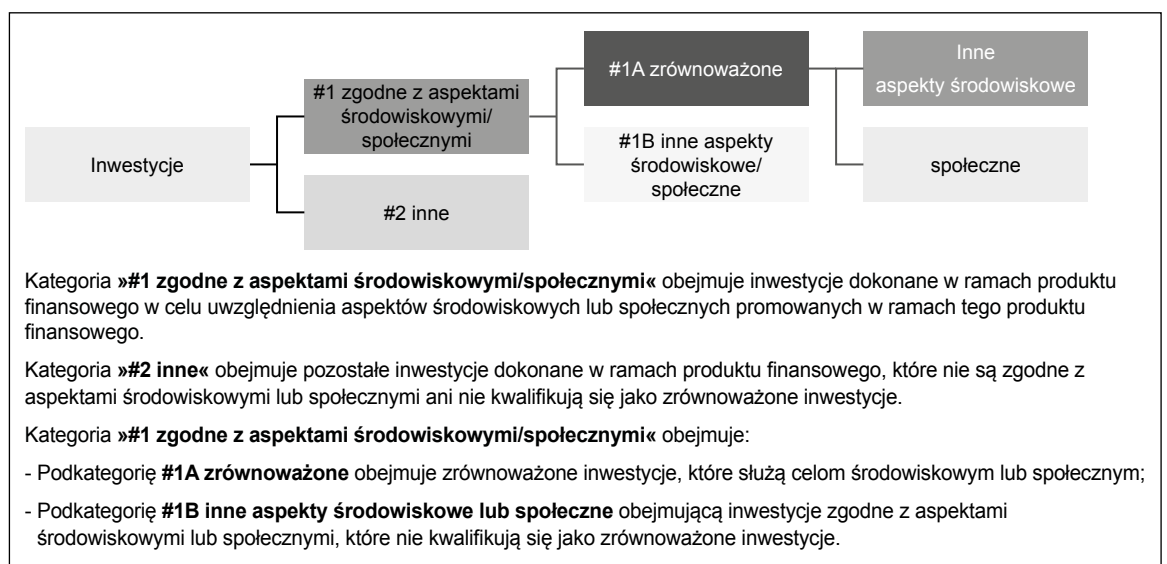 Inwestycje
#1 zgodne z aspektami
środowiskowymi/
społecznymi
#2 inne
#1A zrównoważone
#1B inne aspekty
środowiskowe/
społeczne
Inne
aspekty środowiskowe
społeczne
Kategoria »#1 zgodne z aspektami środowiskowymi/społecznymi« obejmuje inwestycje dokonane w ramach produktu
finansowego w celu uwzględnienia aspektów środowiskowych lub społecznych promowanych w ramach tego produktu
finansowego.
Kategoria »#2 inne« obejmuje pozostałe inwestycje dokonane w ramach produktu finansowego, które nie są zgodne z
aspektami środowiskowymi lub społecznymi ani nie kwalifikują się jako zrównoważone inwestycje.
Kategoria »#1 zgodne z aspektami środowiskowymi/społecznymi« obejmuje:
- Podkategorię #1A zrównoważone obejmuje zrównoważone inwestycje, które służą celom środowiskowym lub społecznym;
- Podkategorię #1B inne aspekty środowiskowe lub społeczne obejmującą inwestycje zgodne z aspektami
środowiskowymi lub społecznymi, które nie kwalifikują się jako zrównoważone inwestycje.